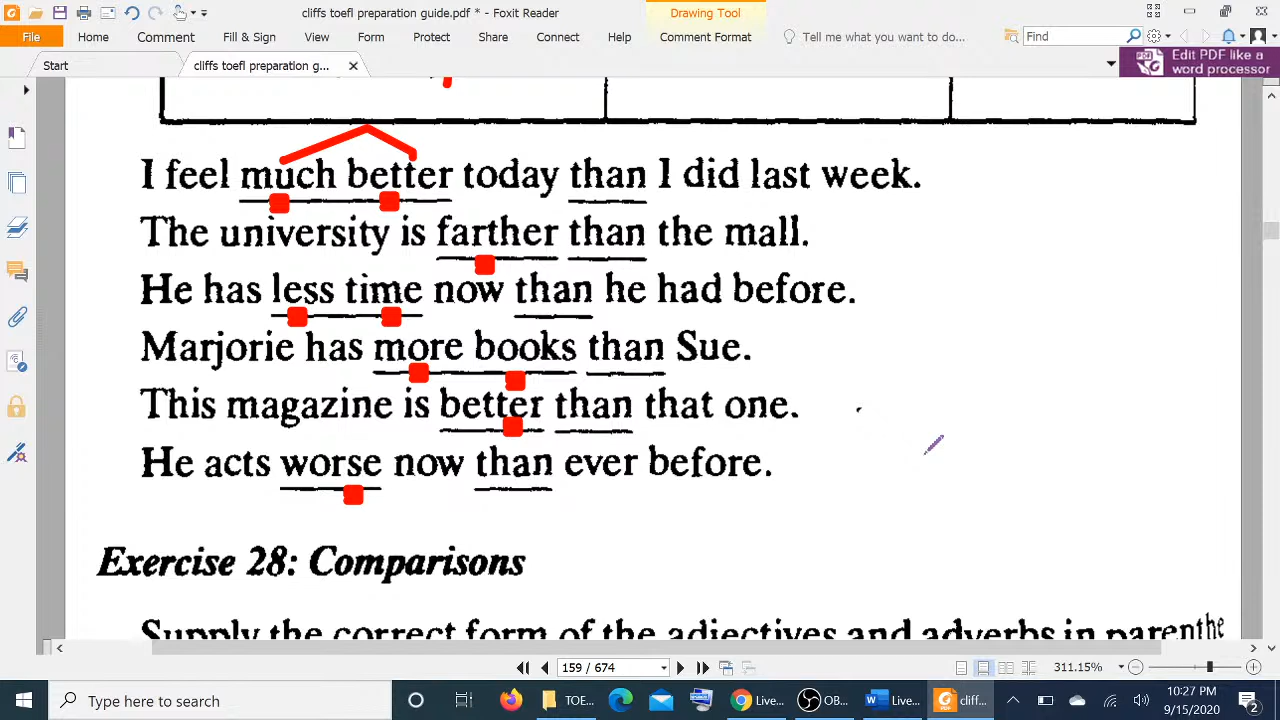 cliffs toefl preparation guide.pdf * - Foxit Reader
Drawing Tool
File Home Comment Fill & Sign View Form Protect Share Connect Help Comment Format Tell me what you want to do... Find
Start cliffs toefl preparation g...
Edit PDF like a
word processor
I feel much better today than I did last week.
The university is farther than the mall.
He has less time now than he had before.
Marjorie has more books than Sue.
This magazine is better than that one.
He acts worse now than ever before.
Exercise 28: Comparisons
Supply the correct form of the adjectives and adverbs in parenthe
159 / 674 311.15%
Type here to search TOE... Live... OB... Live... cliff... 10:27 PM
9/15/2020 2